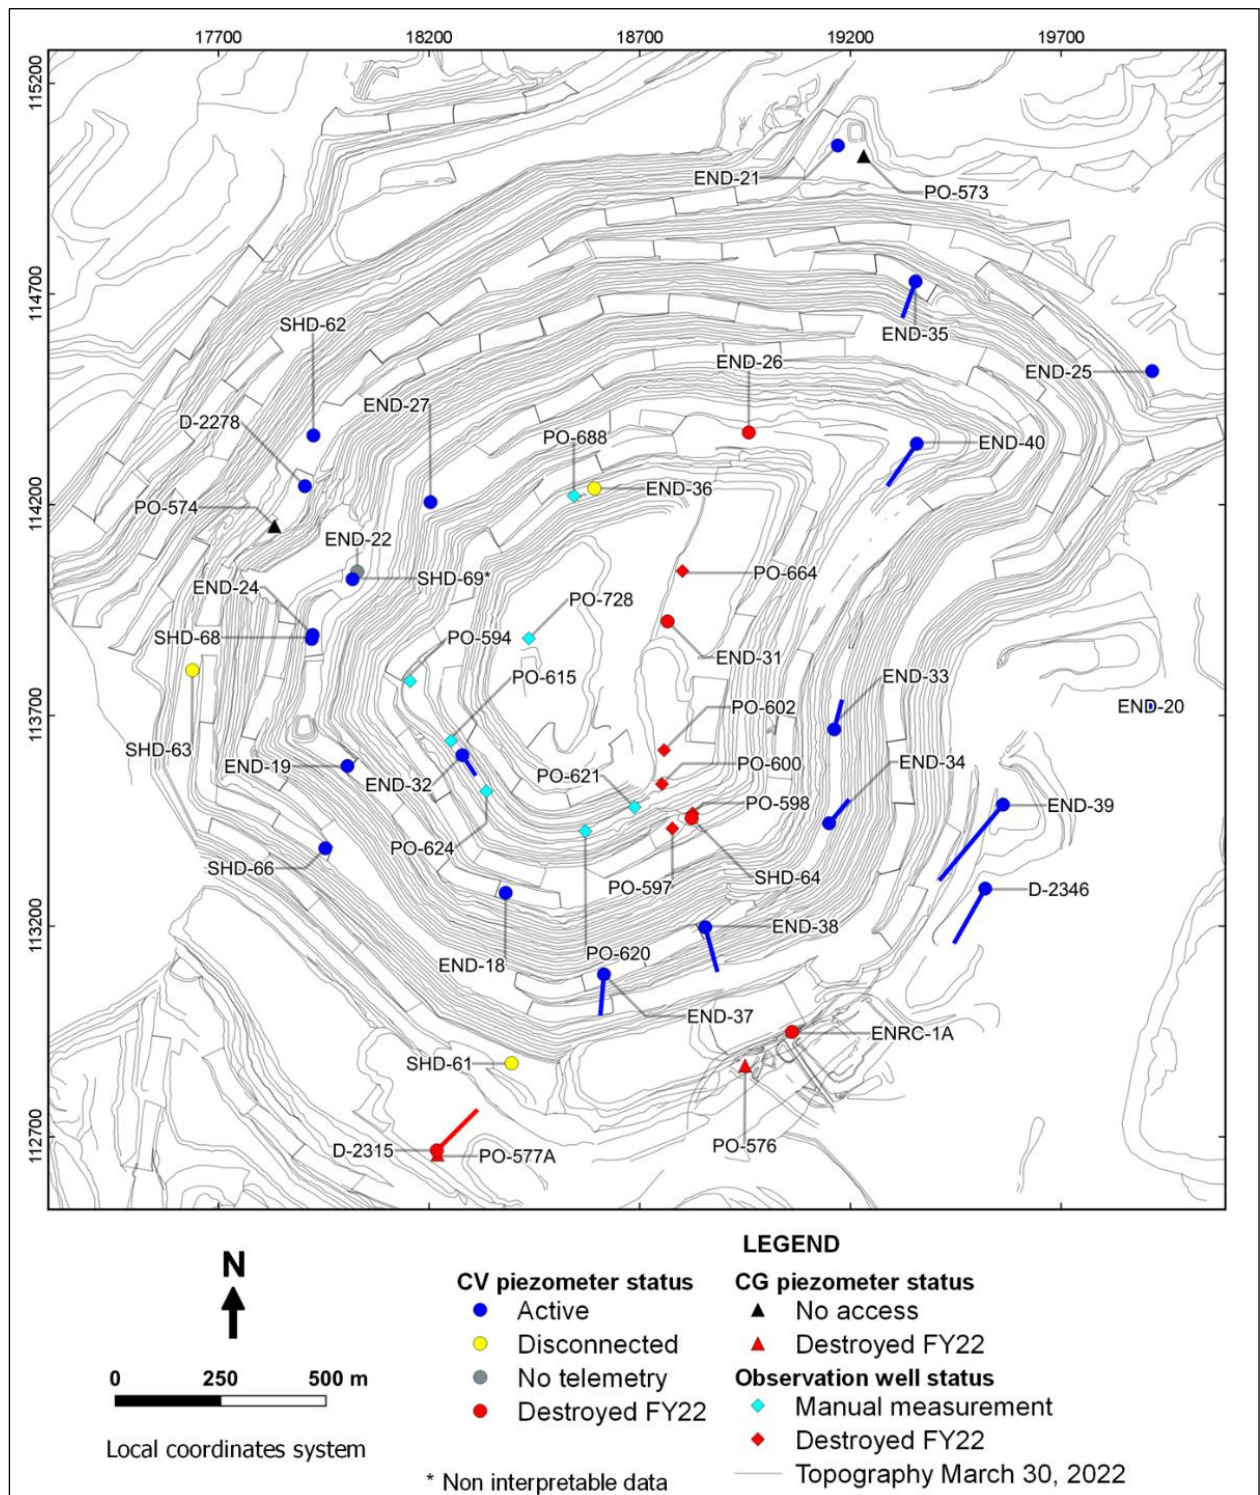 17700 18200 18700 19200 19700
115200
114700
114200
113700
113200
112700
END-21
PO-573
SHD-62
END-35
END-26
END-25
END-27
D-2278
PO-688
END-40
END-36
PO-574
END-22
SHD-69*
PO-664
END-24
PO-728
SHD-68
PO-594
END-31
PO-615
END-33
PO-602
END-20
SHD-63
END-19
END-32
PO-621
PO-600
END-34
PO-598
END-39
PO-624
SHD-66
PO-597
SHD-64
D-2346
END-38
PO-620
END-18
END-37
ENRC-1A
SHD-61
PO-576
D-2315
PO-577A
N
0 250 500 m
Local coordinates system
LEGEND
CV piezometer status
Active
Disconnected
No telemetry
Destroyed FY22
* Non interpretable data
CG piezometer status
No access
Destroyed FY22
Observation well status
Manual measurement
Destroyed FY22
Topography March 30, 2022